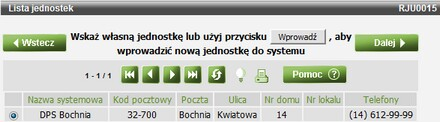 Lista jednostek RJU0015
Wstecz
Wskaż własną jednostkę lub użyj przycisku Wprowadź , aby
wprowadzić nową jednostkę do systemu
Dalej
1 - 1 / 1 Pomoc ?
Nazwa systemowa Kod pocztowy Poczta Ulica Nr domu Nr lokalu Telefony
DPS Bochnia 32-700 Bochnia Kwiatowa 14 (14) 612-99-99